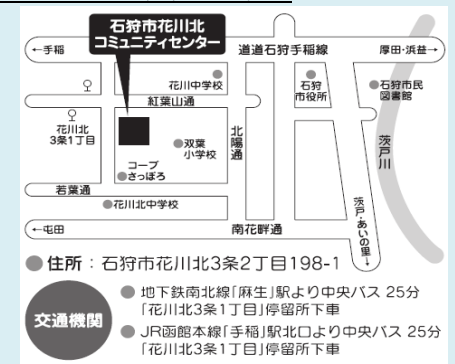 石狩市花川北
コミュニティセンター
←手稲
道道石狩手稲線
厚田・浜益→
花川中学校
石狩
市役所
石狩市民
図書館
紅葉山通
花川北
3条1丁目
双葉
小学校
北陽通
茨戸川
コープ
さっぽろ
若葉通
花川北中学校
茨戸・あいの里→
←屯田
南花畔通
●住所：石狩市花川北3条2丁目198-1
交通機関
●地下鉄南北線「麻生」駅より中央バス 25分
「花川北3条1丁目」停留所下車
●JR函館本線「手稲」駅北口より中央バス 25分
「花川北3条1丁目」停留所下車